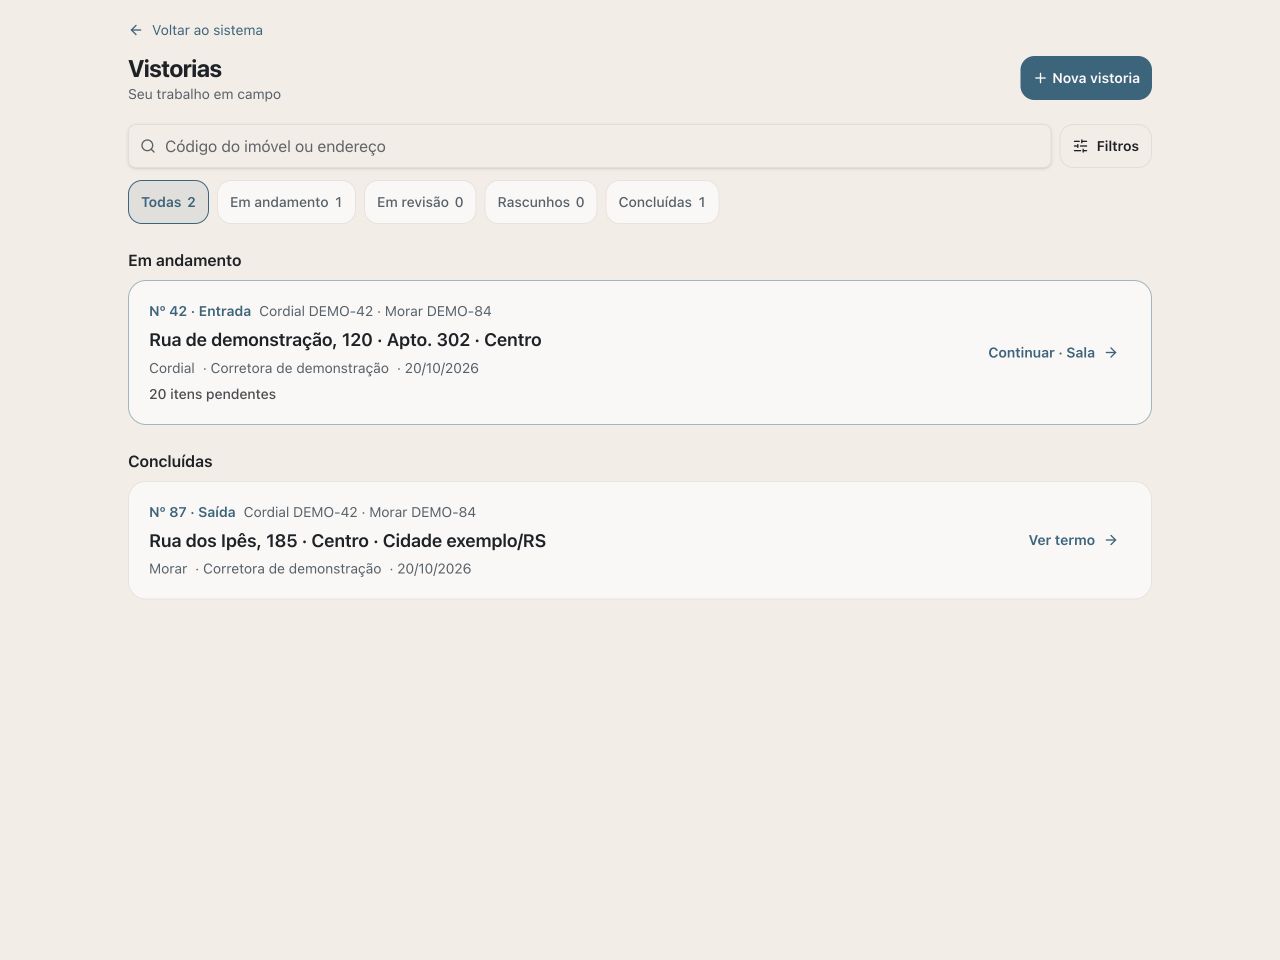 Voltar ao sistema
Vistorias
Seu trabalho em campo
Nova vistoria
Código do imóvel ou endereço
Filtros
Todas 2
Em andamento 1
Em revisão 0
Rascunhos 0
Concluídas 1
Em andamento
Nº 42 · Entrada Cordial DEMO-42 · Morar DEMO-84
Rua de demonstração, 120 · Apto. 302 · Centro
Cordial · Corretora de demonstração · 20/10/2026
20 itens pendentes
Continuar · Sala
Concluídas
Nº 87 · Saída Cordial DEMO-42 · Morar DEMO-84
Rua dos Ipês, 185 · Centro · Cidade exemplo/RS
Morar · Corretora de demonstração · 20/10/2026
Ver termo